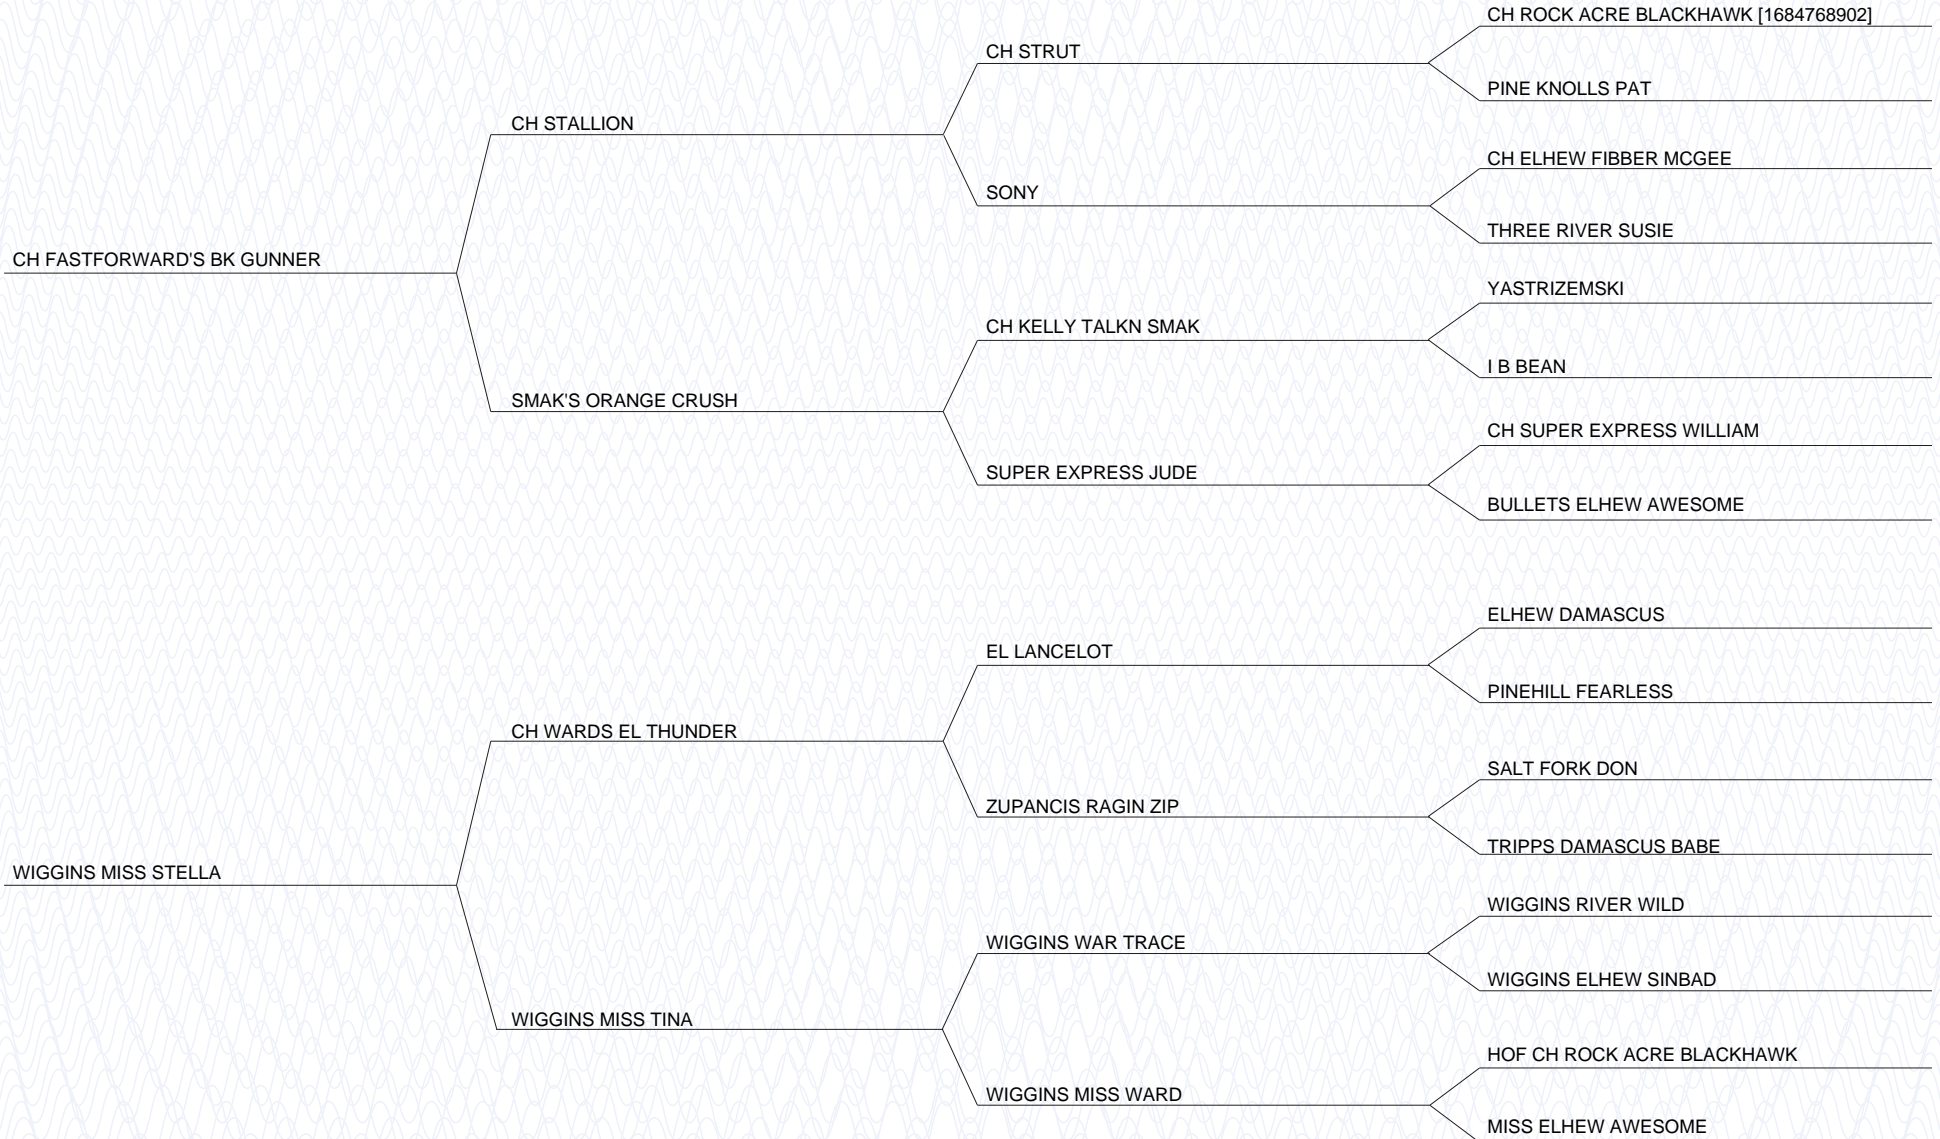 CH ROCK ACRE BLACKHAWK [1684768902]
CH STRUT
PINE KNOLLS PAT
CH STALLION
CH ELHEW FIBBER MCGEE
SONY
THREE RIVER SUSIE
CH FASTFORWARD'S BK GUNNER
YASTRIZEMSKI
CH KELLY TALKN SMAK
I B BEAN
SMAK'S ORANGE CRUSH
CH SUPER EXPRESS WILLIAM
SUPER EXPRESS JUDE
BULLETS ELHEW AWESOME
ELHEW DAMASCUS
EL LANCELOT
PINEHILL FEARLESS
CH WARDS EL THUNDER
SALT FORK DON
ZUPANCIS RAGIN ZIP
TRIPPS DAMASCUS BABE
WIGGINS MISS STELLA
WIGGINS RIVER WILD
WIGGINS WAR TRACE
WIGGINS ELHEW SINBAD
WIGGINS MISS TINA
HOF CH ROCK ACRE BLACKHAWK
WIGGINS MISS WARD
MISS ELHEW AWESOME